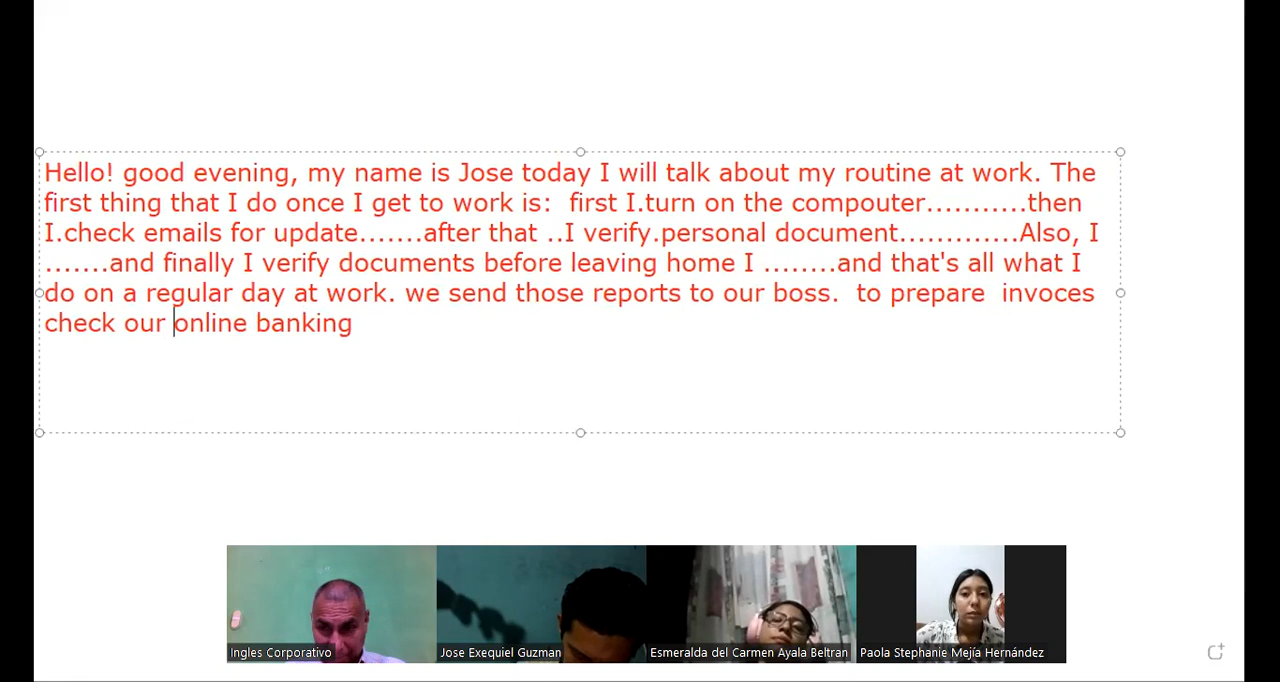 Hello! good evening, my name is Jose today I will talk about my routine at work. The
first thing that I do once I get to work is:  first I.turn on the compouter...........then
I.check emails for update.......after that ..I verify.personal document.............Also, I
.......and finally I verify documents before leaving home I ........and that's all what I
do on a regular day at work. we send those reports to our boss.  to prepare  invoces
check our online banking
Ingles Corporativo
Jose Exequiel Guzman
Esmeralda del Carmen Ayala Beltran
Paola Stephanie Mejía Hernández